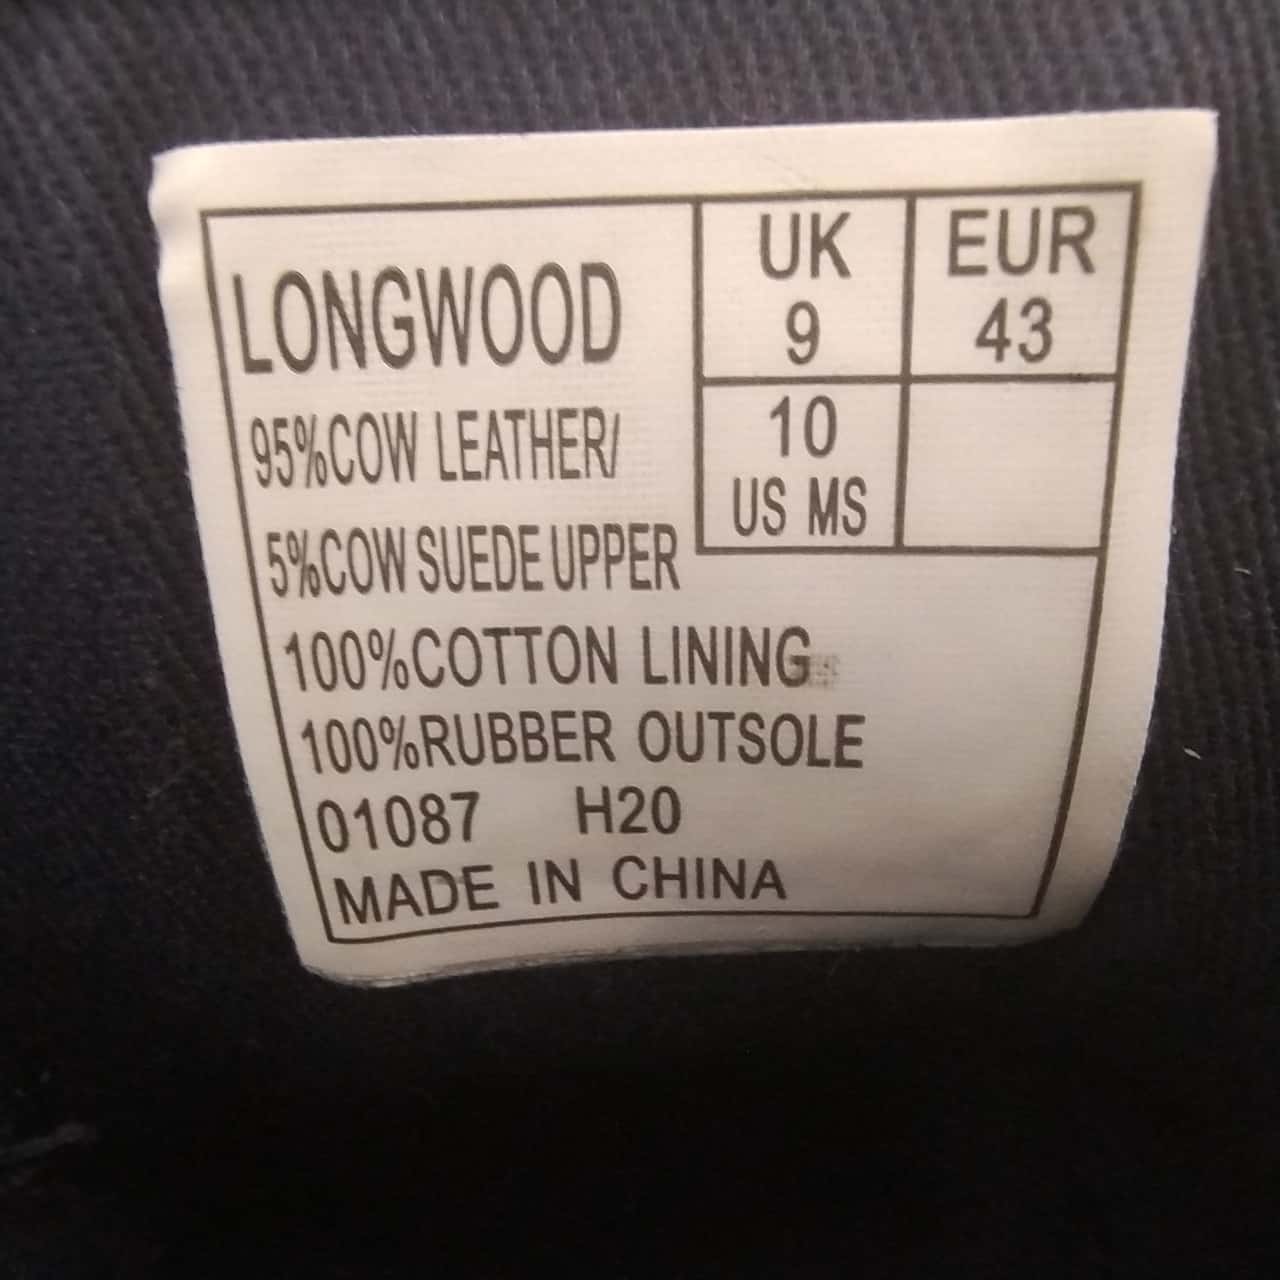 LONGWOOD
UK
9
EUR
43
10
US MS
95%COW LEATHER/
5%COW SUEDE UPPER
100%COTTON LINING
100%RUBBER OUTSOLE
01087 H20
MADE IN CHINA